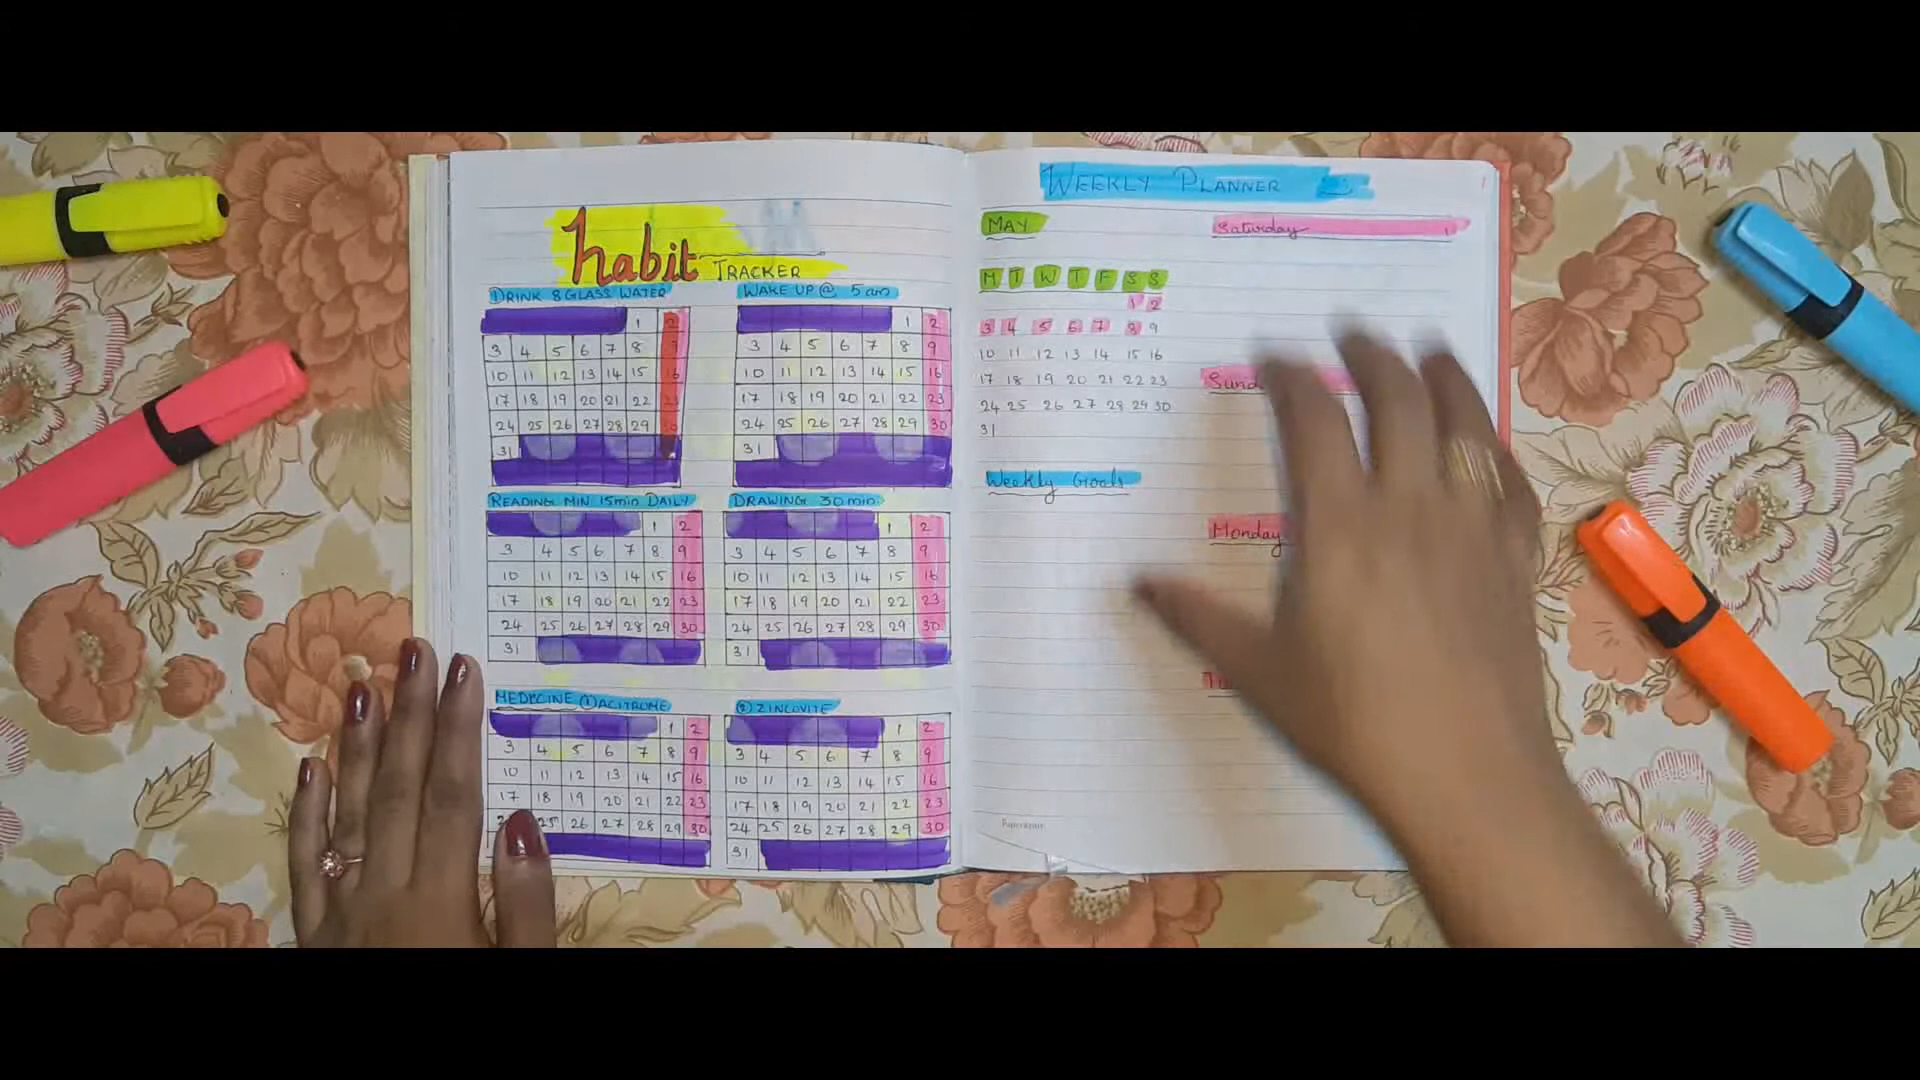 habit TRACKER
① DRINK 8 GLASS WATER
1 2
3 4 5 6 7 8 9
10 11 12 13 14 15 16
17 18 19 20 21 22 23
24 25 26 27 28 29 30
31
WAKE UP @ 5 am
1 2
3 4 5 6 7 8 9
10 11 12 13 14 15 16
17 18 19 20 21 22 23
24 25 26 27 28 29 30
31
READING MIN 15min DAILY
1 2
3 4 5 6 7 8 9
10 11 12 13 14 15 16
17 18 19 20 21 22 23
24 25 26 27 28 29 30
31
DRAWING 30 min.
1 2
3 4 5 6 7 8 9
10 11 12 13 14 15 16
17 18 19 20 21 22 23
24 25 26 27 28 29 30
31
MEDICINE ① ACITROME
1 2
3 4 5 6 7 8 9
10 11 12 13 14 15 16
17 18 19 20 21 22 23
25 26 27 28 29 30
② ZINCOVITE
1 2
3 4 5 6 7 8 9
10 11 12 13 14 15 16
17 18 19 20 21 22 23
24 25 26 27 28 29 30
31
WEEKLY PLANNER
MAY
M T W T F S S
1 2
3 4 5 6 7 8 9
10 11 12 13 14 15 16
17 18 19 20 21 22 23
24 25 26 27 28 29 30
31
Weekly Goals
Saturday 1
Monday